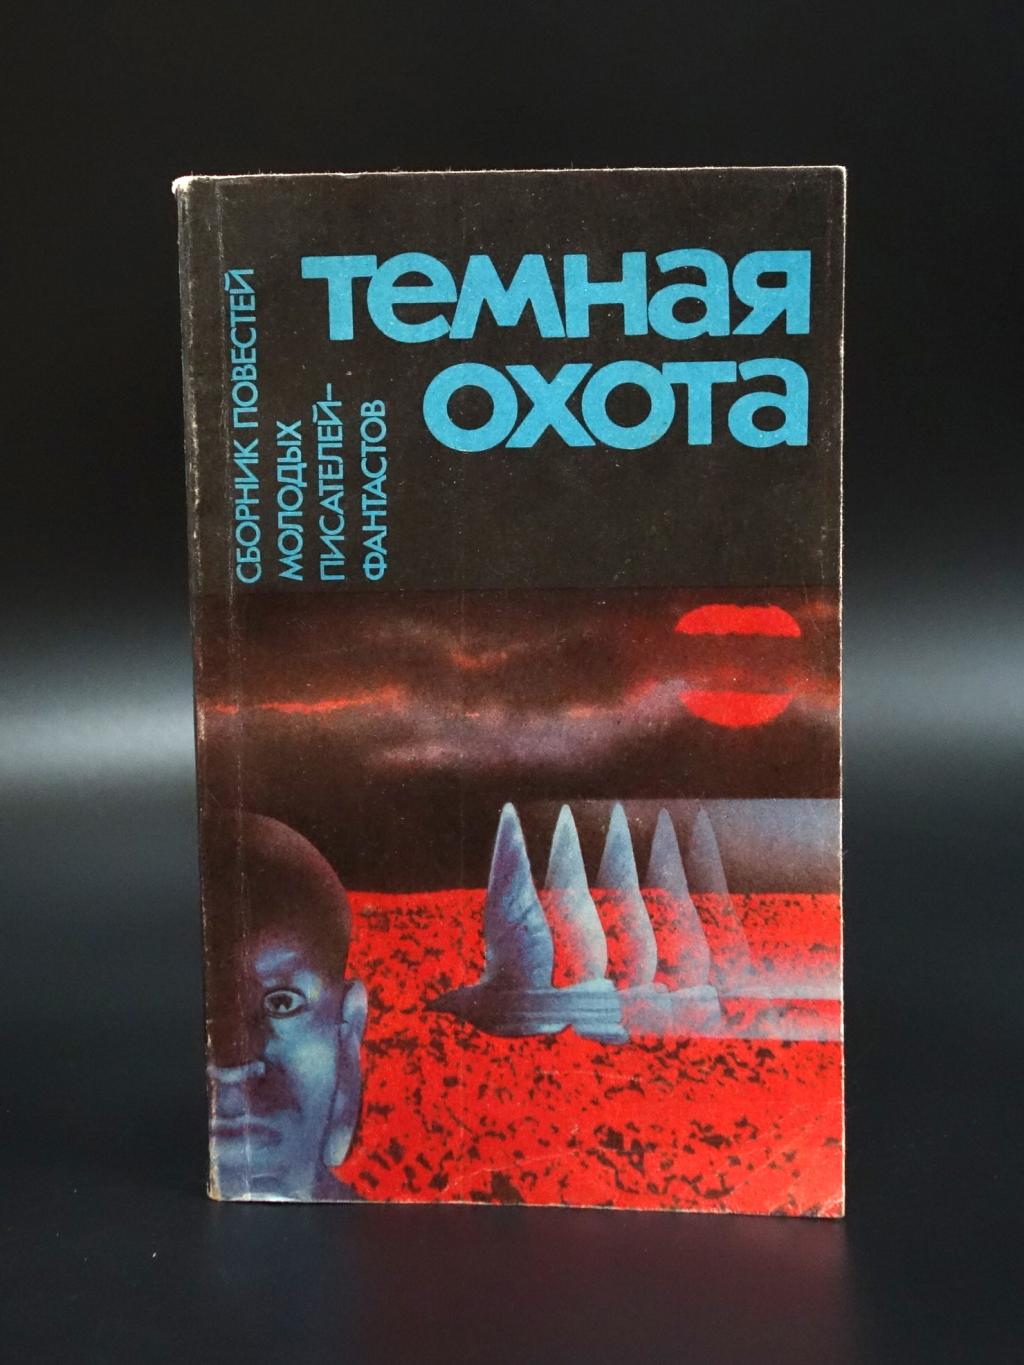 темная
охота
СБОРНИК ПОВЕСТЕЙ
МОЛОДЫХ
ПИСАТЕЛЕЙ-
ФАНТАСТОВ